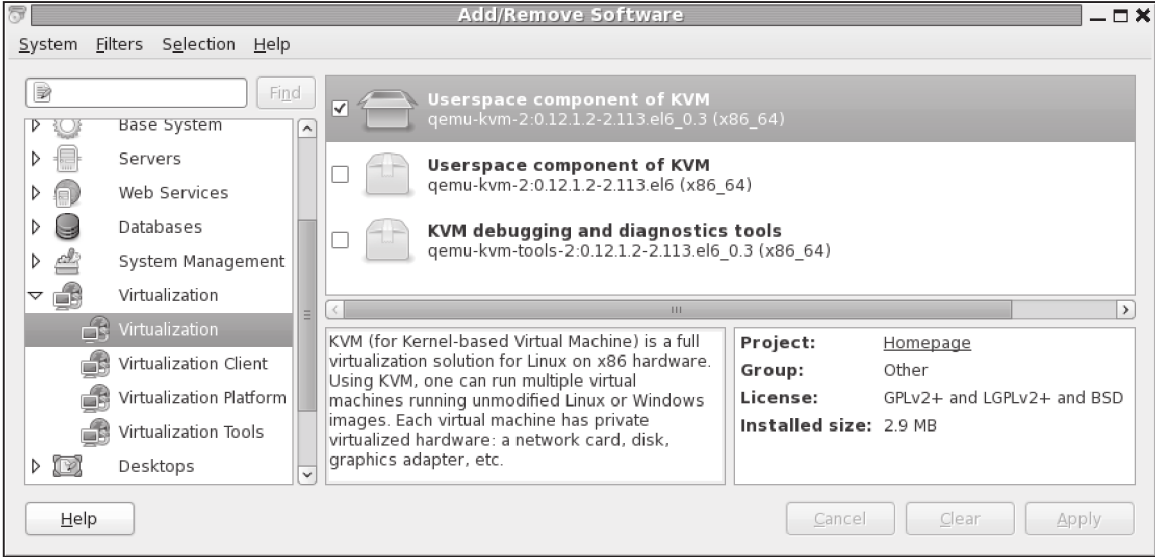 Add/Remove Software
System Filters Selection Help
Find
Base System
Servers
Web Services
Databases
System Management
Virtualization
Virtualization
Virtualization Client
Virtualization Platform
Virtualization Tools
Desktops
Userspace component of KVM
qemu-kvm-2:0.12.1.2-2.113.el6_0.3 (x86_64)
Userspace component of KVM
qemu-kvm-2:0.12.1.2-2.113.el6 (x86_64)
KVM debugging and diagnostics tools
qemu-kvm-tools-2:0.12.1.2-2.113.el6_0.3 (x86_64)
KVM (for Kernel-based Virtual Machine) is a full
virtualization solution for Linux on x86 hardware.
Using KVM, one can run multiple virtual
machines running unmodified Linux or Windows
images. Each virtual machine has private
virtualized hardware: a network card, disk,
graphics adapter, etc.
Project: Homepage
Group: Other
License: GPLv2+ and LGPLv2+ and BSD
Installed size: 2.9 MB
Help
Cancel
Clear
Apply